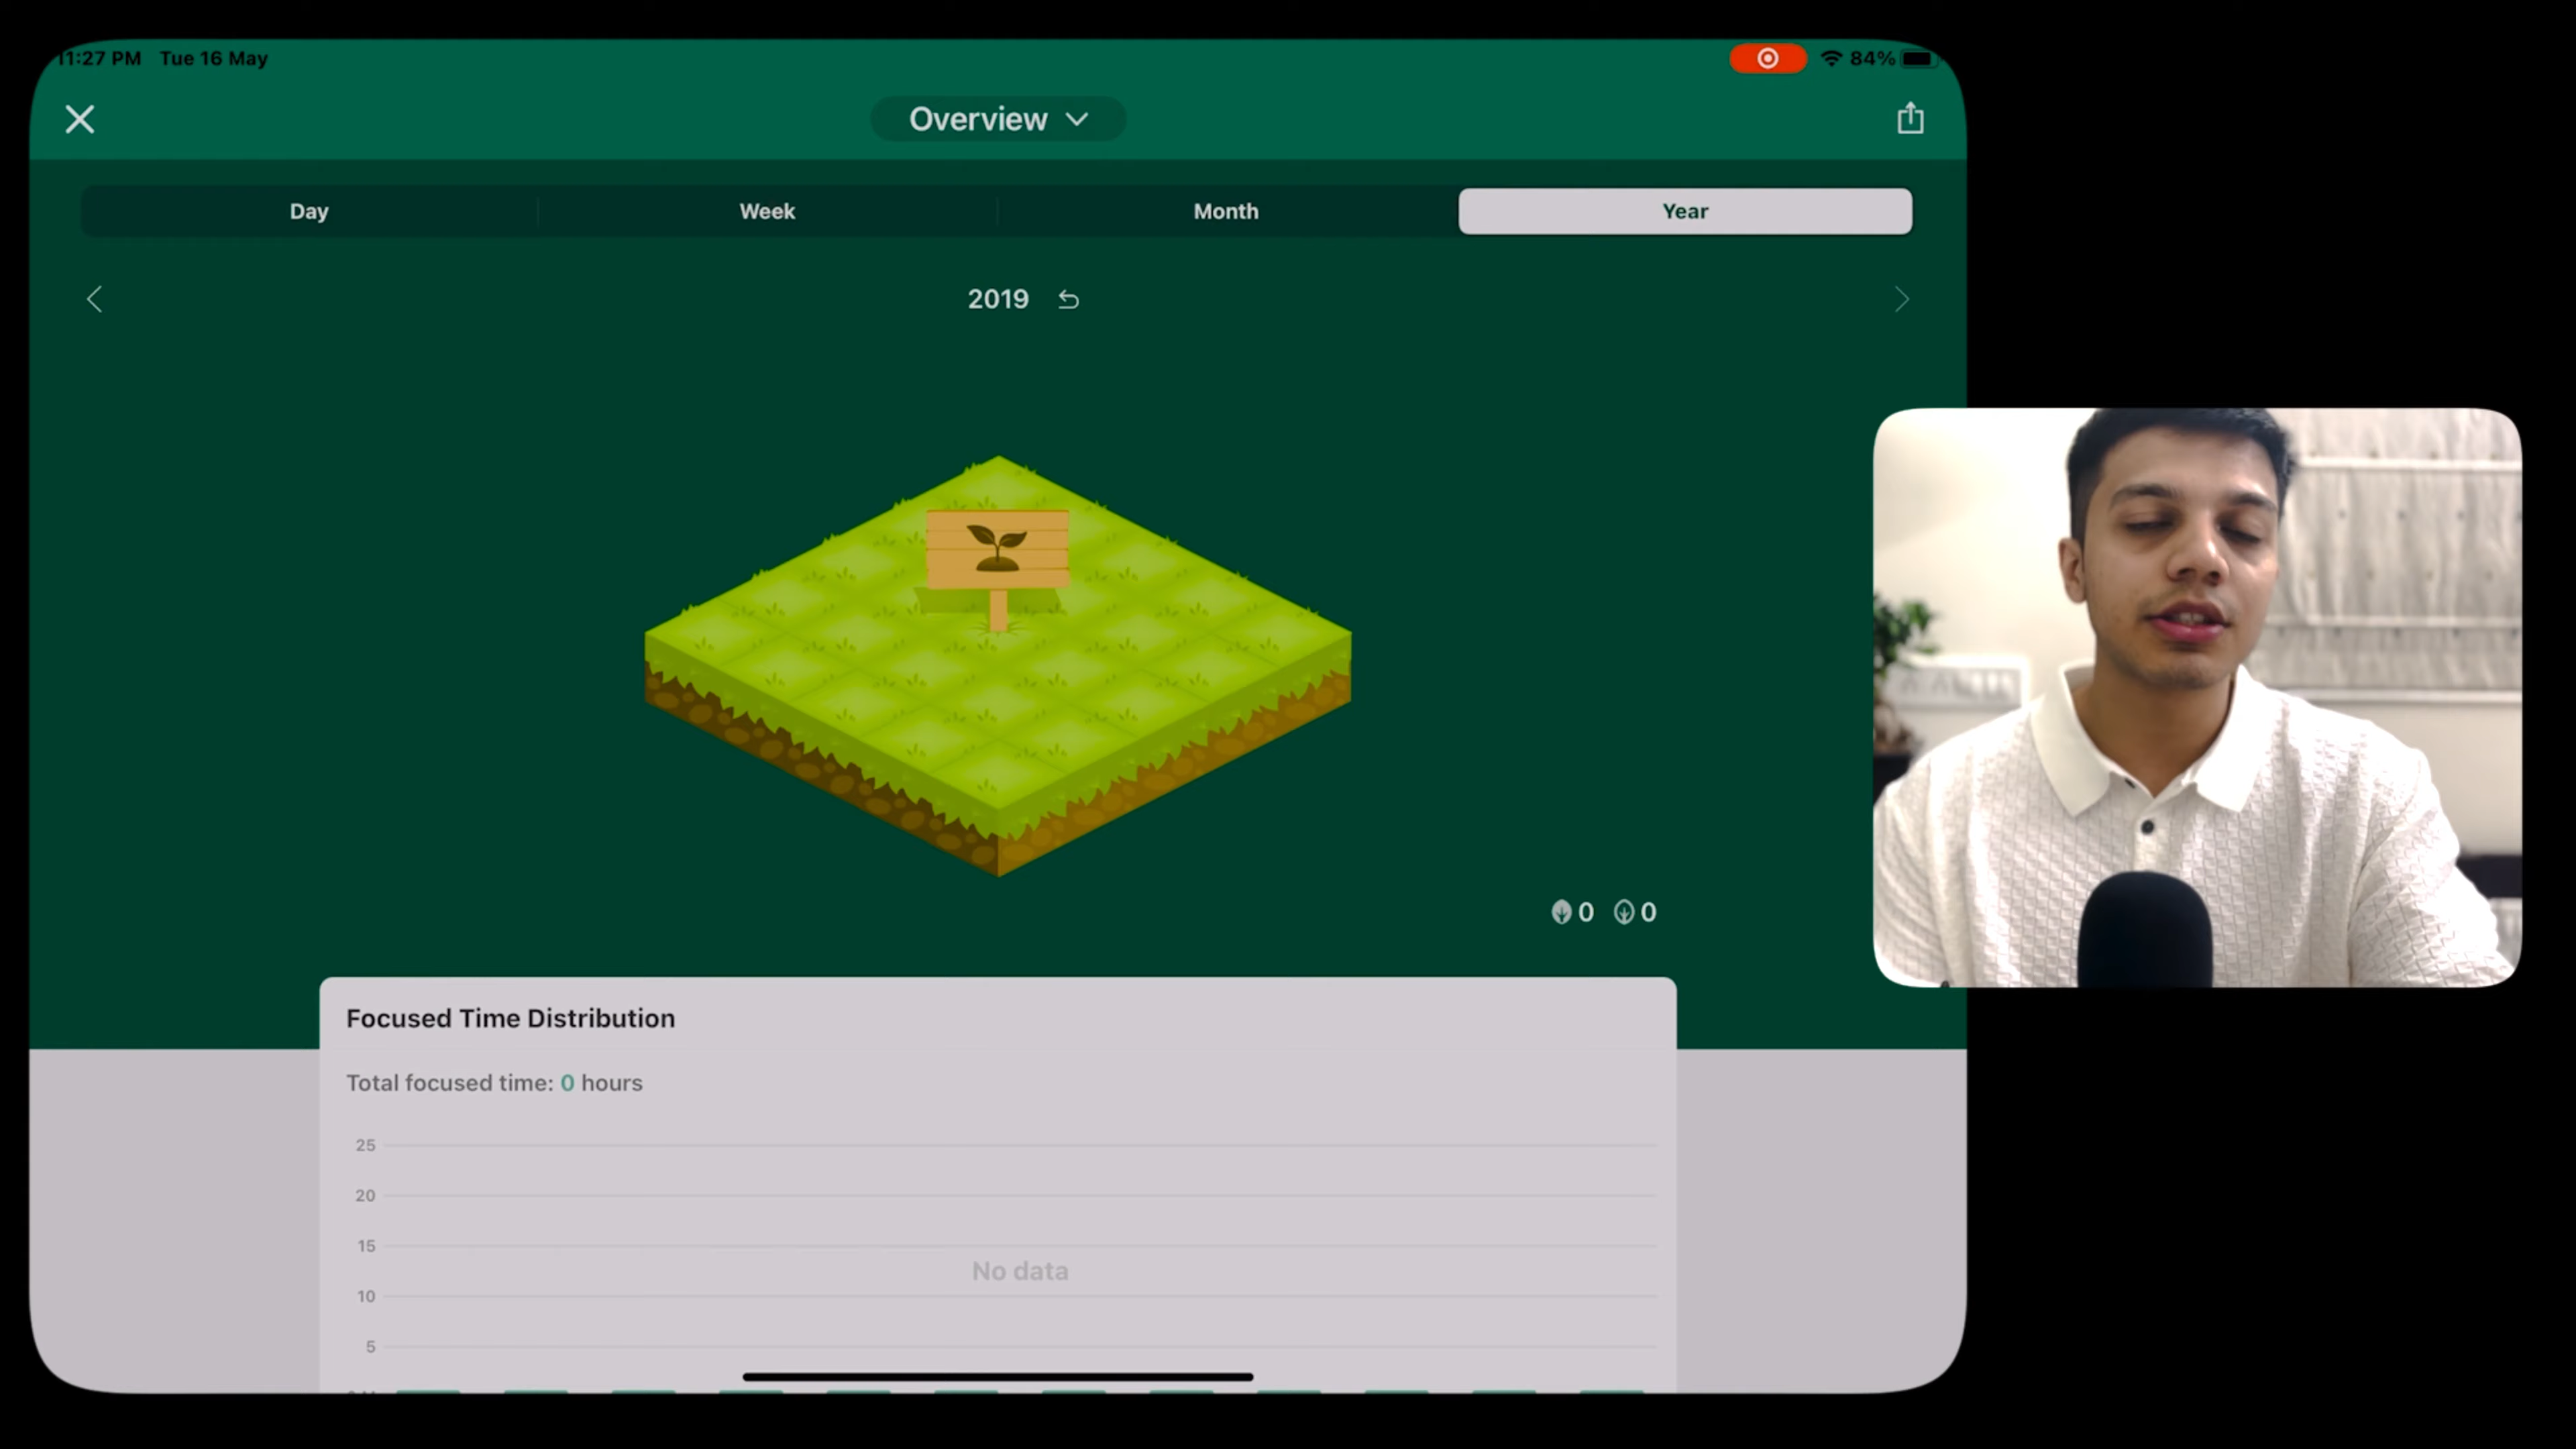 11:27 PM Tue 16 May
84%
Overview
Day Week Month Year
2019
0 0
Focused Time Distribution
Total focused time: 0 hours
25
20
15
No data
10
5